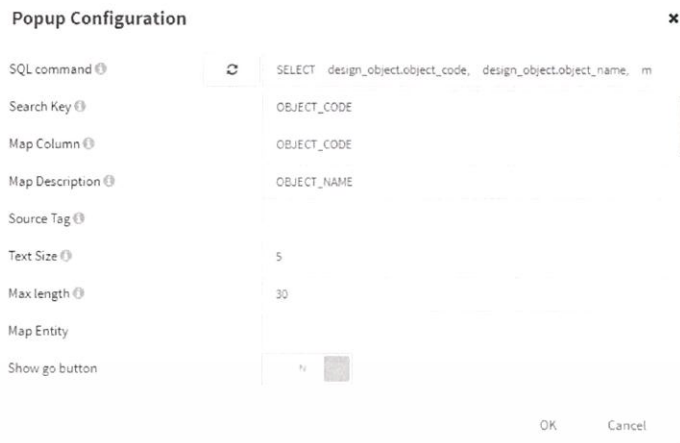 Popup Configuration
SQL command SELECT design_object.object_code, design_object.object_name, m
Search Key OBJECT_CODE
Map Column OBJECT_CODE
Map Description OBJECT_NAME
Source Tag
Text Size 5
Max length 30
Map Entity
Show go button N
OK Cancel